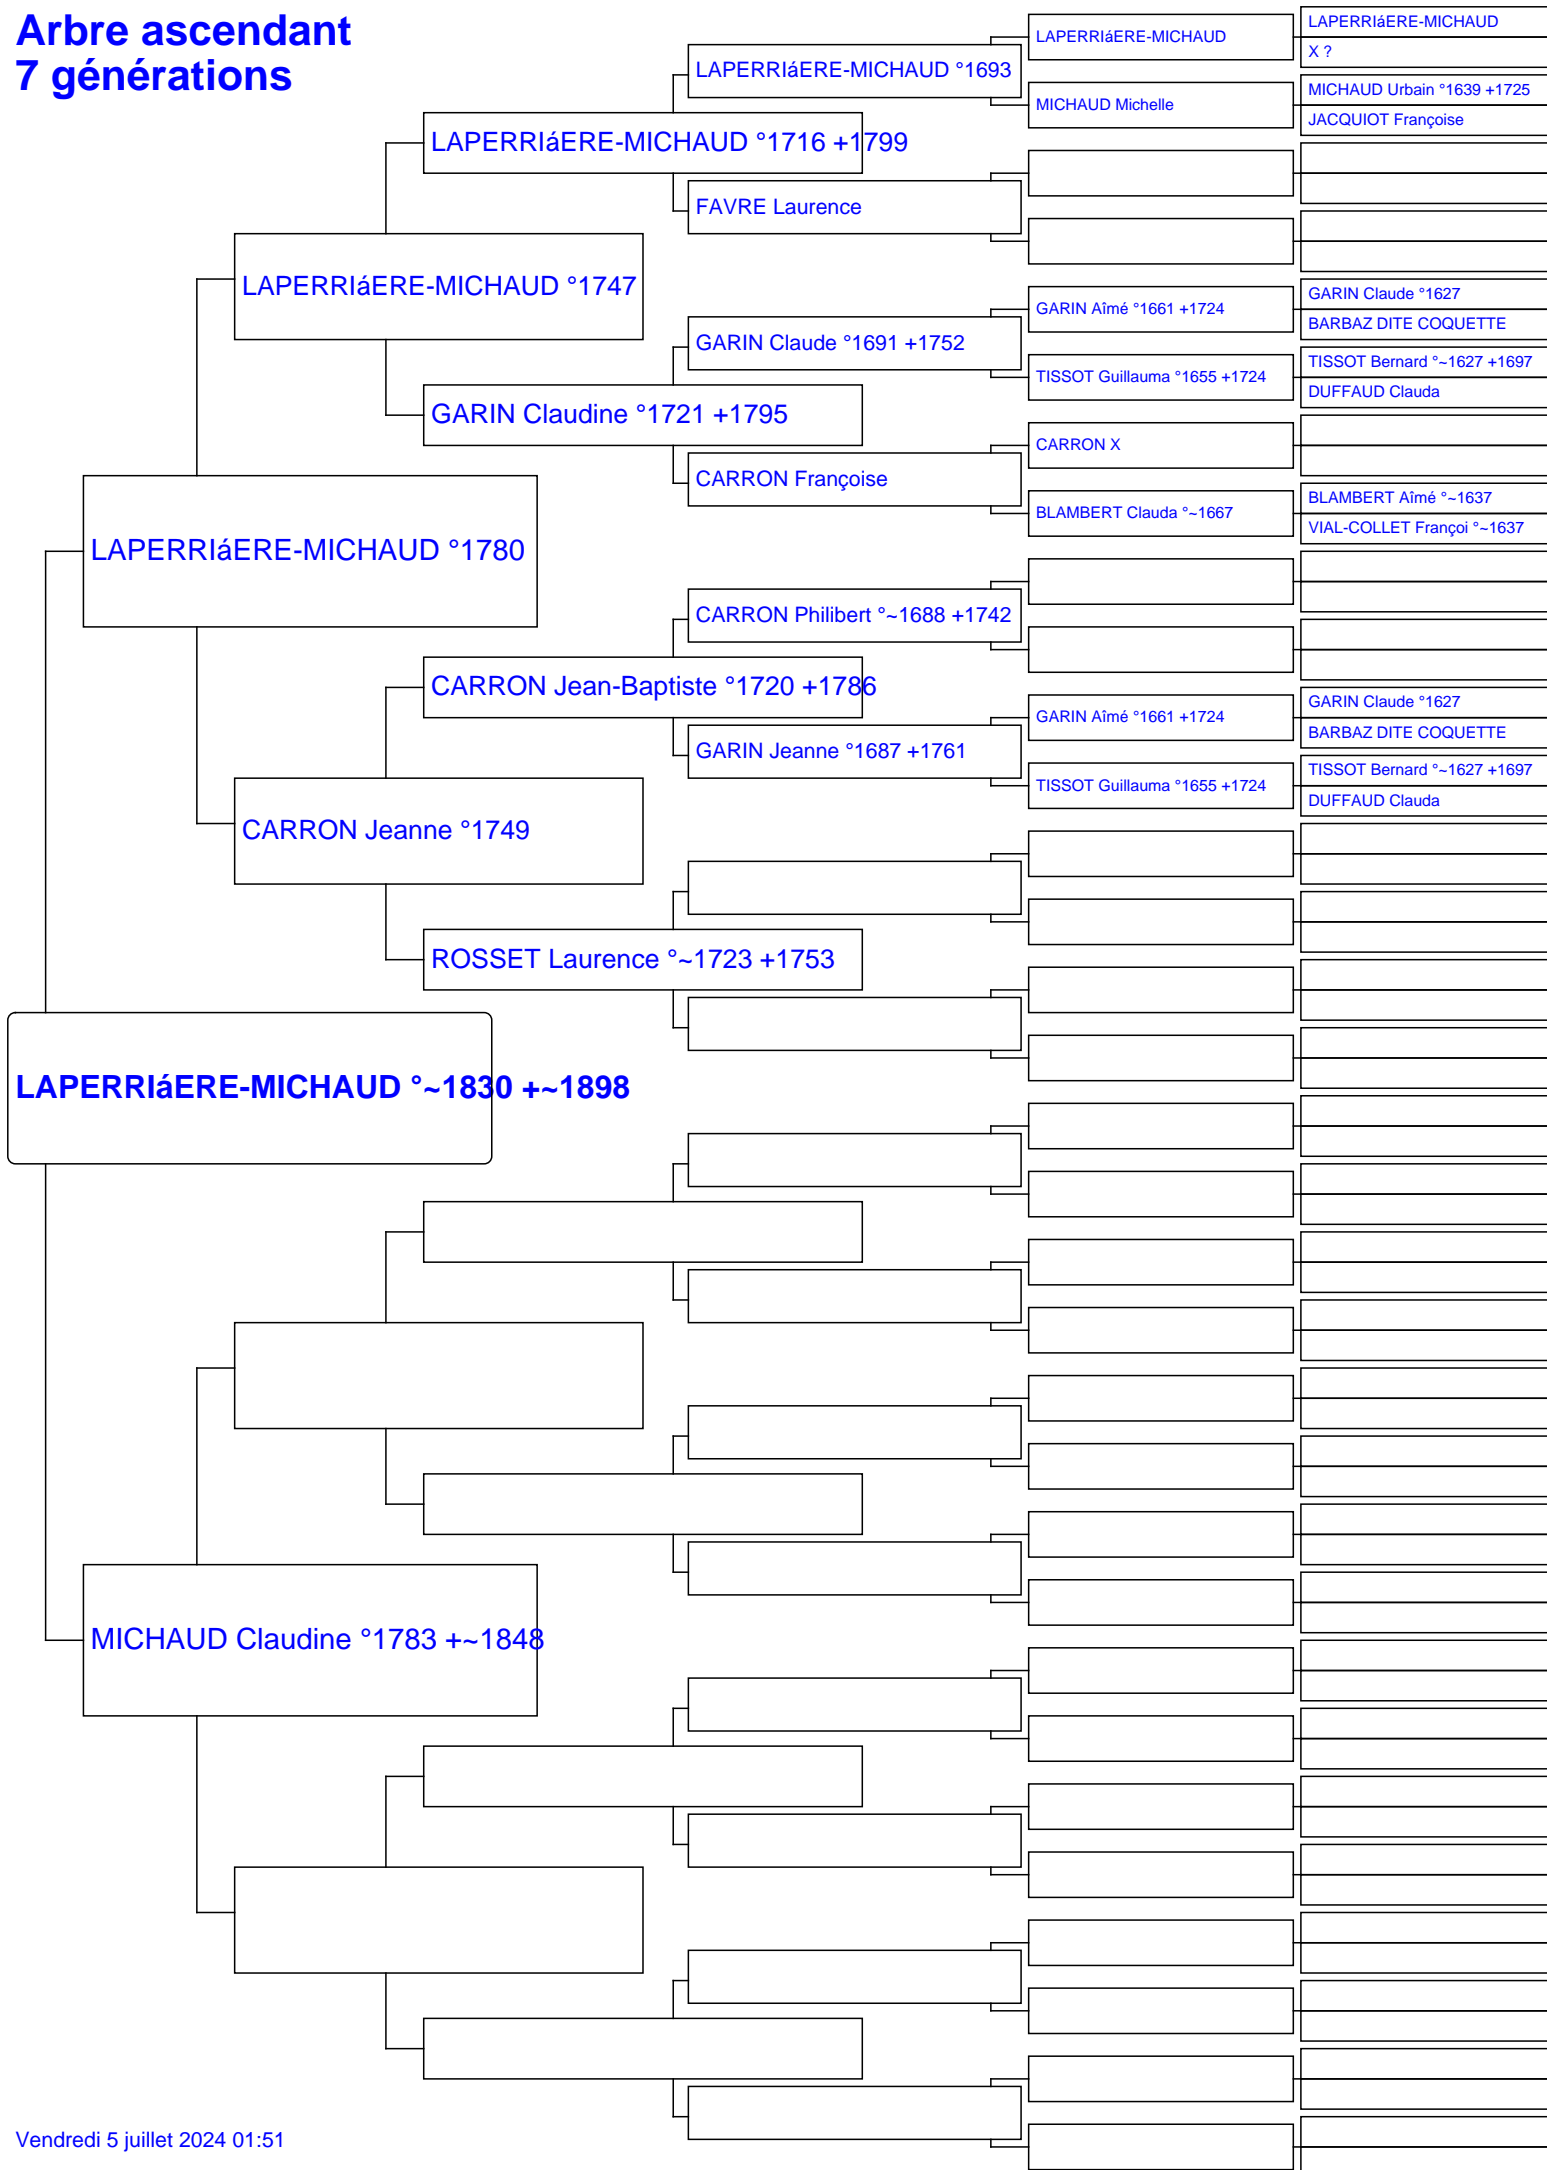 Arbre ascendant
7 générations
LAPERRIáERE-MICHAUD
LAPERRIáERE-MICHAUD
X ?
LAPERRIáERE-MICHAUD °1693
MICHAUD Michelle
MICHAUD Urbain °1639 +1725
JACQUIOT Françoise
LAPERRIáERE-MICHAUD °1716 +1799
FAVRE Laurence
LAPERRIáERE-MICHAUD °1747
GARIN Aîmé °1661 +1724
GARIN Claude °1627
BARBAZ DITE COQUETTE
GARIN Claude °1691 +1752
TISSOT Guillauma °1655 +1724
TISSOT Bernard °~1627 +1697
DUFFAUD Clauda
GARIN Claudine °1721 +1795
CARRON X
CARRON Françoise
BLAMBERT Clauda °~1667
BLAMBERT Aîmé °~1637
VIAL-COLLET Françoi °~1637
LAPERRIáERE-MICHAUD °1780
CARRON Philibert °~1688 +1742
CARRON Jean-Baptiste °1720 +1786
GARIN Aîmé °1661 +1724
GARIN Claude °1627
BARBAZ DITE COQUETTE
GARIN Jeanne °1687 +1761
TISSOT Guillauma °1655 +1724
TISSOT Bernard °~1627 +1697
DUFFAUD Clauda
CARRON Jeanne °1749
ROSSET Laurence °~1723 +1753
LAPERRIáERE-MICHAUD °~1830 +~1898
MICHAUD Claudine °1783 +~1848
Vendredi 5 juillet 2024 01:51